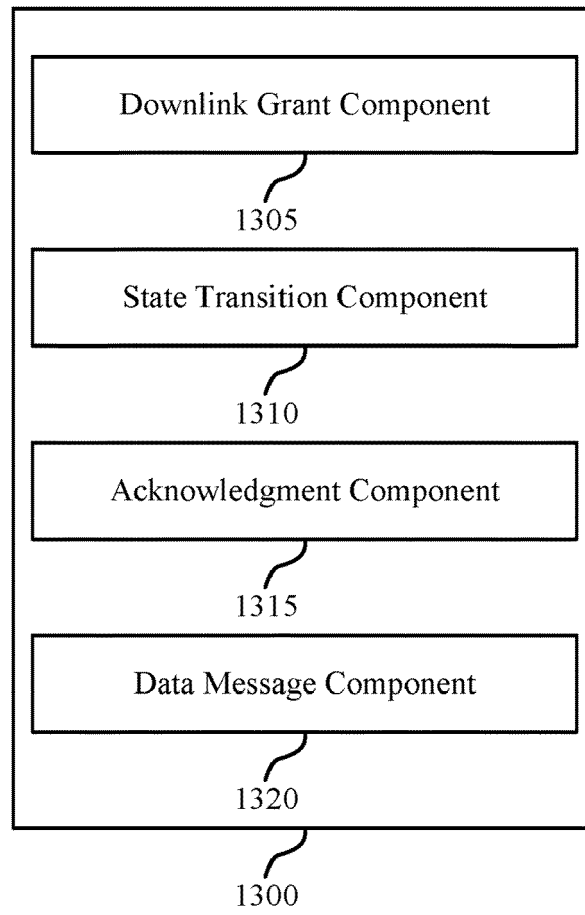 Downlink Grant Component
1305
State Transition Component
1310
Acknowledgment Component
1315
Data Message Component
1320
1300